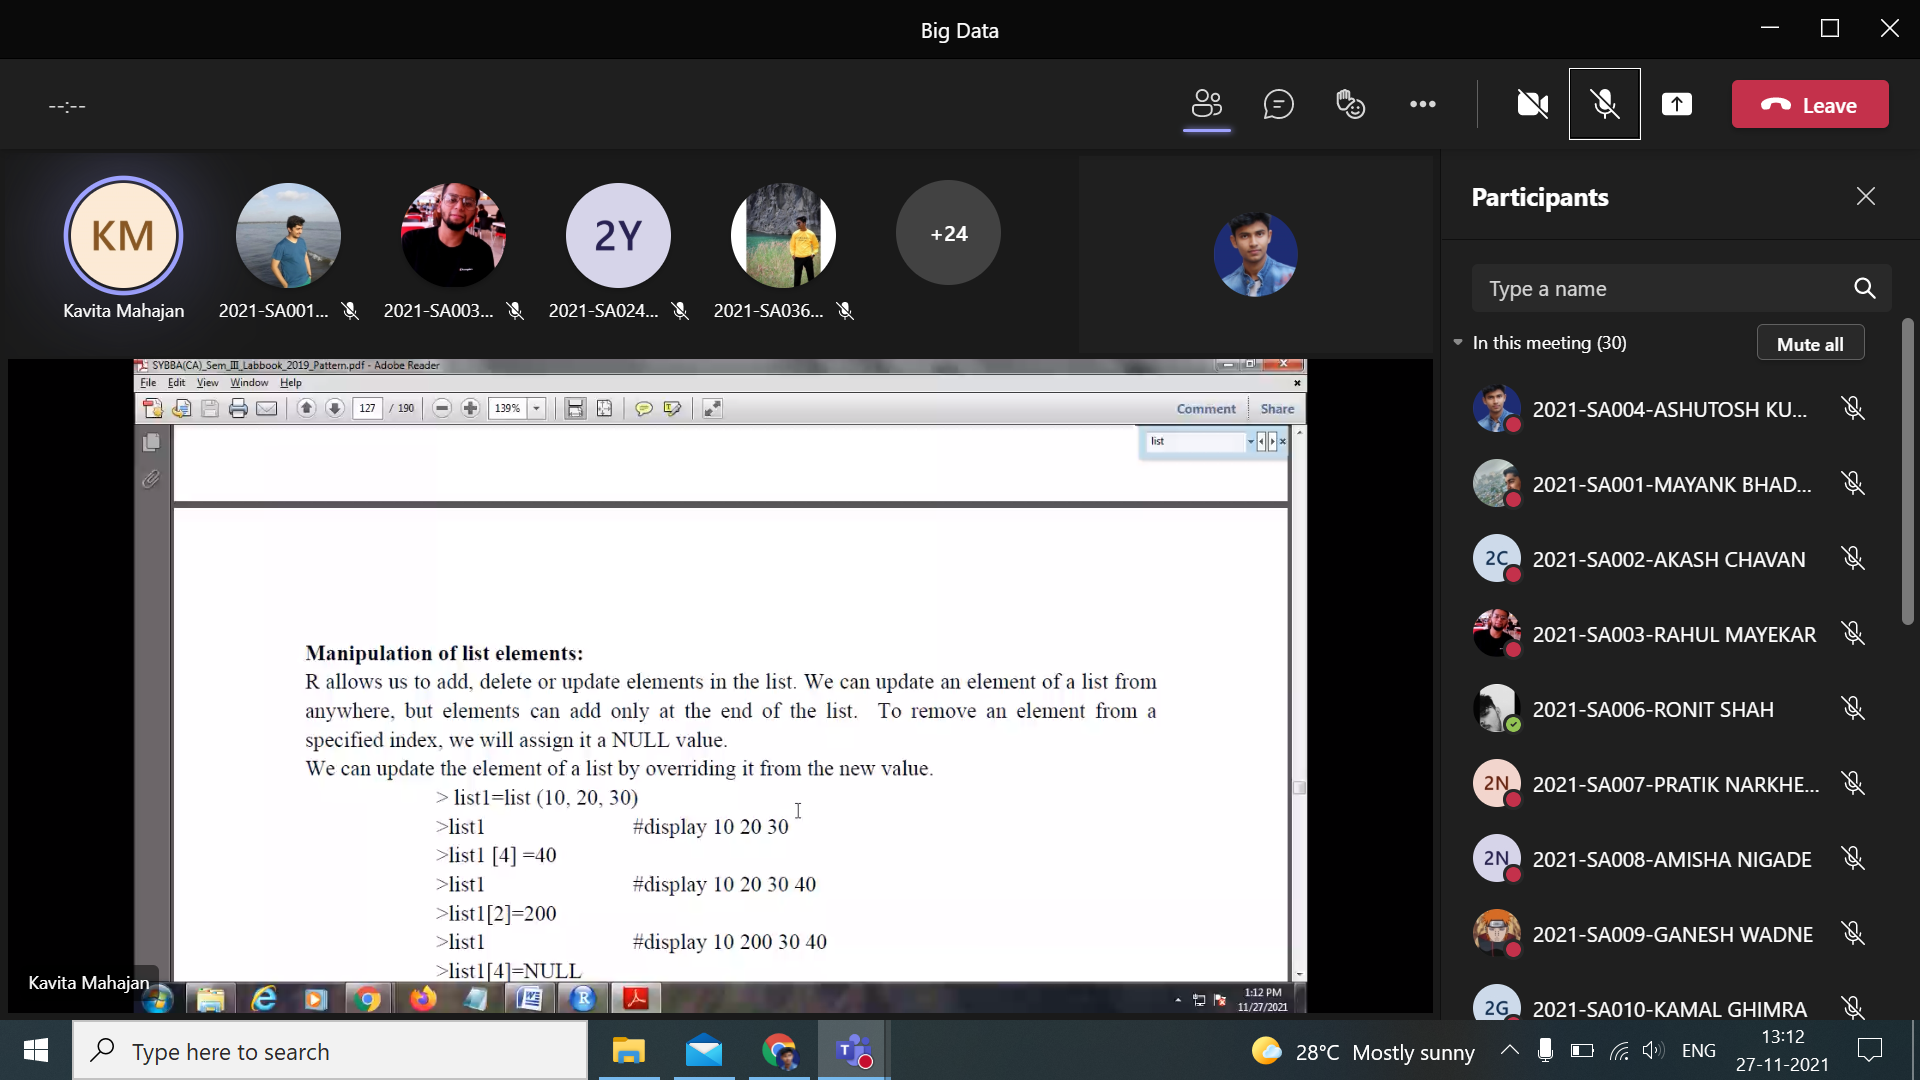 Big Data
--:--
Leave
KM
2Y
+24
Kavita Mahajan
2021-SA001...
2021-SA003...
2021-SA024...
2021-SA036...
SYBBA(CA)_Sem_III_Labbook_2019_Pattern.pdf - Adobe Reader
File Edit View Window Help
127 / 190
139%
Comment Share
list
Manipulation of list elements:
R allows us to add, delete or update elements in the list. We can update an element of a list from
anywhere, but elements can add only at the end of the list. To remove an element from a
specified index, we will assign it a NULL value.
We can update the element of a list by overriding it from the new value.
> list1=list (10, 20, 30)
>list1 #display 10 20 30
>list1 [4] =40
>list1 #display 10 20 30 40
>list1[2]=200
>list1 #display 10 200 30 40
>list1[4]=NULL
Kavita Mahajan
1:12 PM
11/27/2021
Participants
Type a name
In this meeting (30)
Mute all
2021-SA004-ASHUTOSH KU...
2021-SA001-MAYANK BHAD...
2C
2021-SA002-AKASH CHAVAN
2021-SA003-RAHUL MAYEKAR
2021-SA006-RONIT SHAH
2N
2021-SA007-PRATIK NARKHE...
2N
2021-SA008-AMISHA NIGADE
2021-SA009-GANESH WADNE
2G
2021-SA010-KAMAL GHIMRA
Type here to search
28°C Mostly sunny
ENG
13:12
27-11-2021